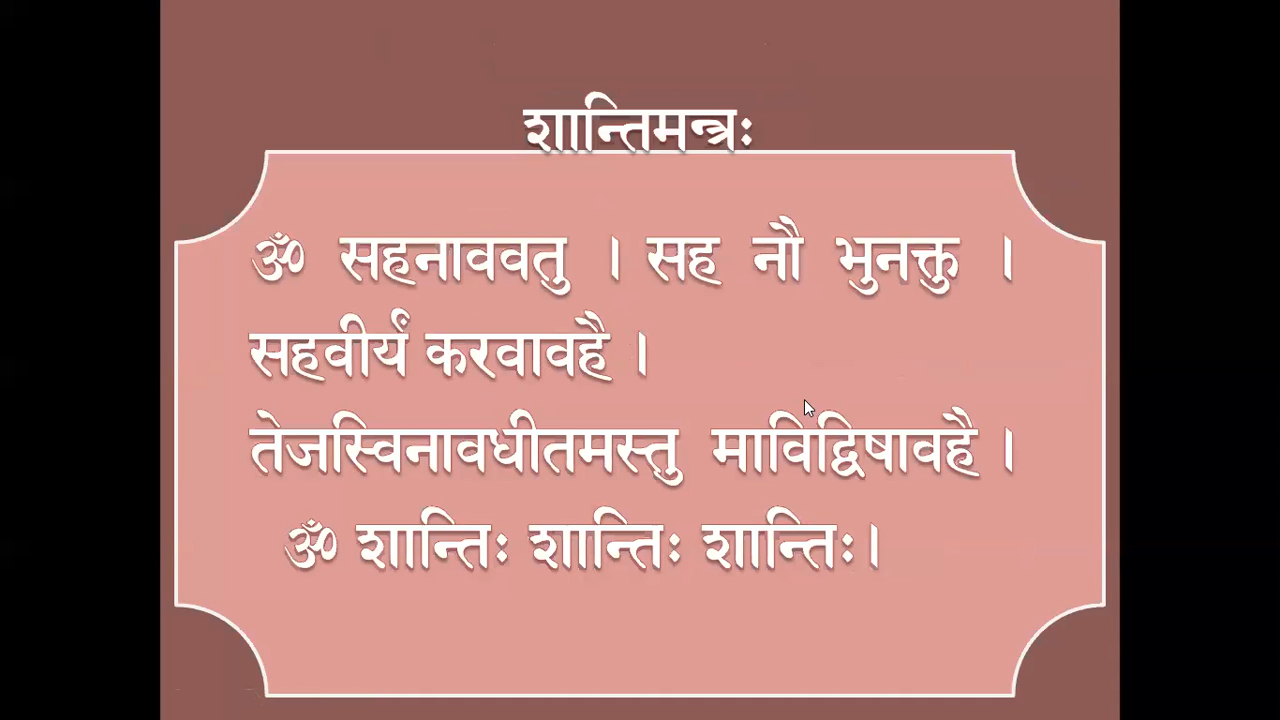 शान्तिमन्त्रः
ॐ सहनाववतु । सह नौ भुनक्तु ।
सहवीर्यं करवावहै ।
तेजस्विनावधीतमस्तु माविद्विषावहै ।
ॐ शान्तिः शान्तिः शान्तिः।